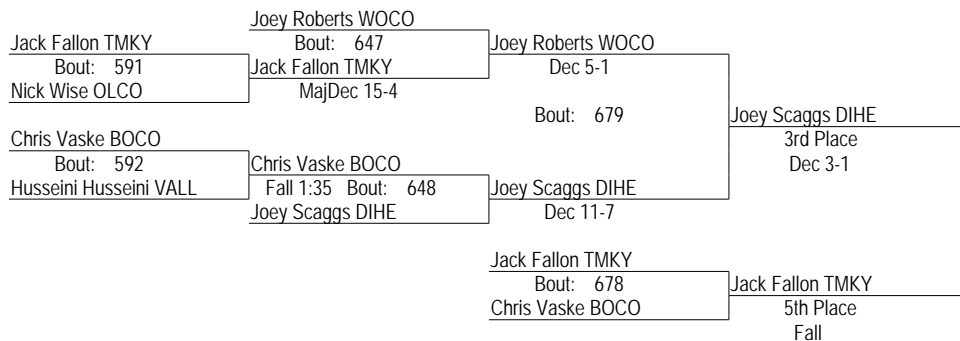 Joey Roberts WOCO
Jack Fallon TMKY
Bout: 647
Joey Roberts WOCO
Bout: 591
Jack Fallon TMKY
Dec 5-1
Nick Wise OLCO
MajDec 15-4
Bout: 679
Joey Scaggs DIHE
Chris Vaske BOCO
3rd Place
Bout: 592
Chris Vaske BOCO
Dec 3-1
Husseini Husseini VALL
Fall 1:35 Bout: 648
Joey Scaggs DIHE
Joey Scaggs DIHE
Dec 11-7
Jack Fallon TMKY
Bout: 678
Jack Fallon TMKY
Chris Vaske BOCO
5th Place
Fall